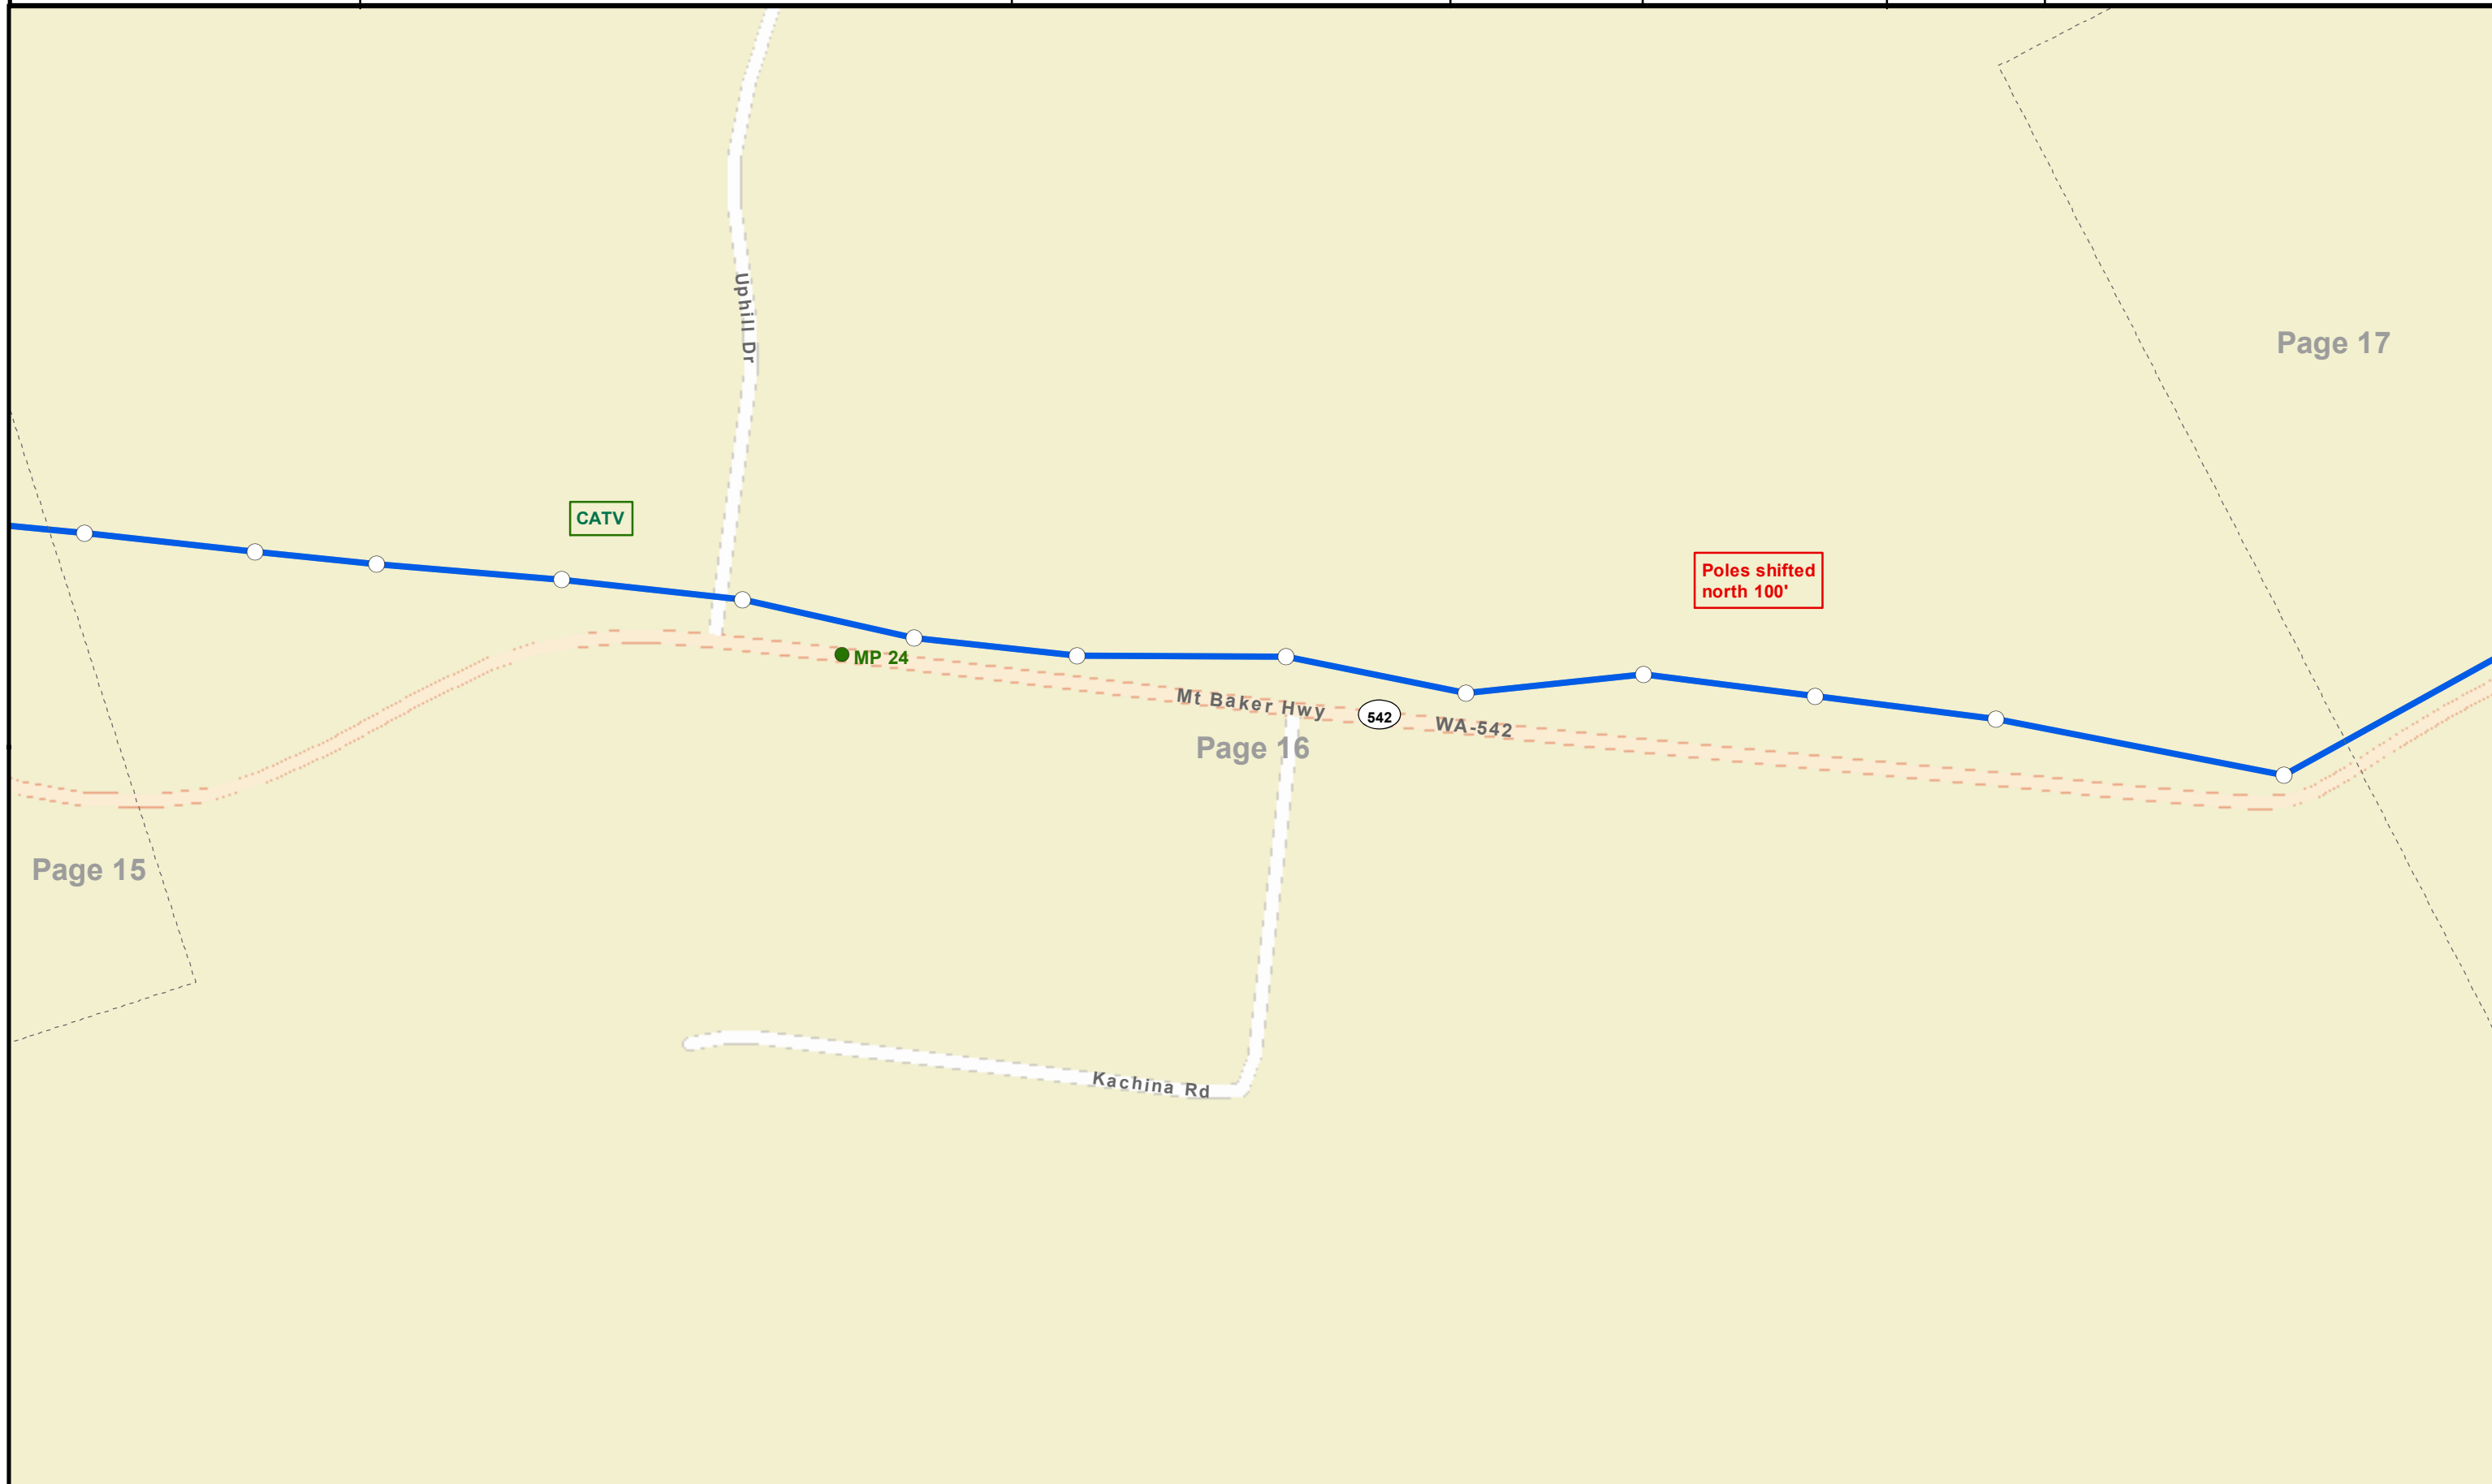 Uphill Dr
Page 17
CATV
Poles shifted
north 100'
MP 24
Mt Baker Hwy
542
WA-542
Page 16
Page 15
Kachina Rd